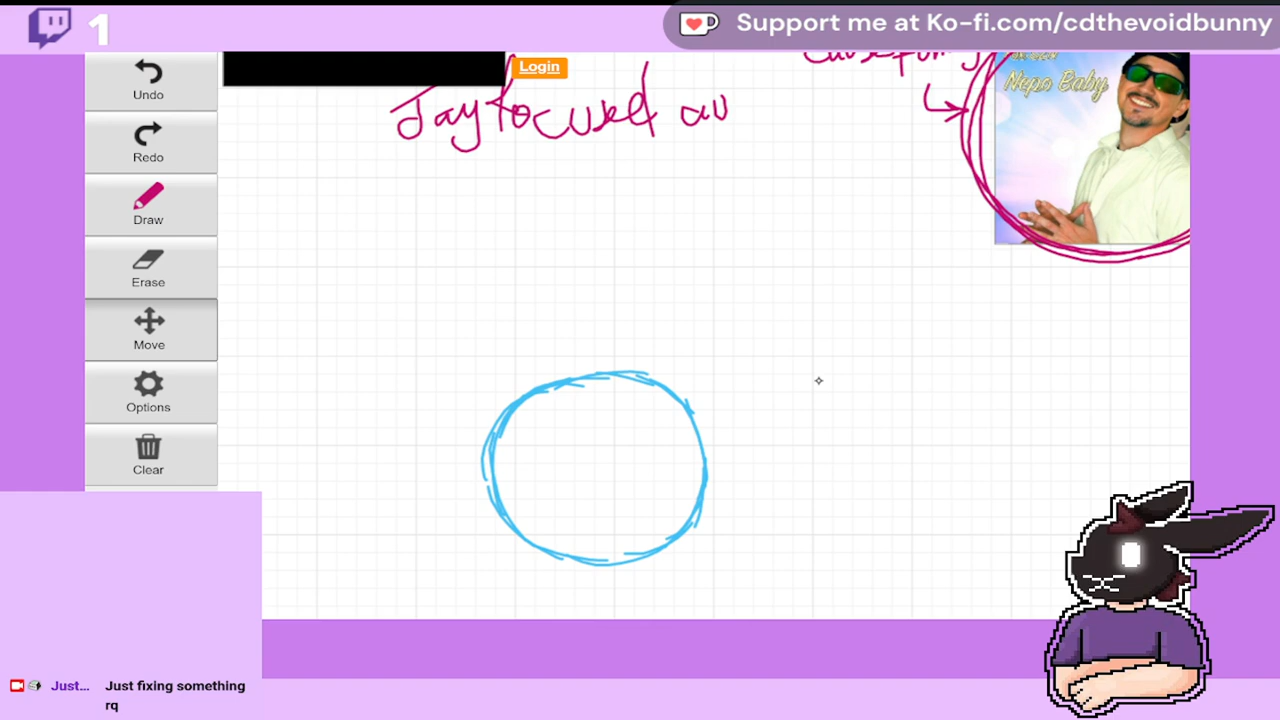 1
Support me at Ko-fi.com/cdthevoidbunny
Undo
Login
Nepo Baby
Jay focused au
Redo
Draw
Erase
Move
Options
Clear
Just... Just fixing something
rq